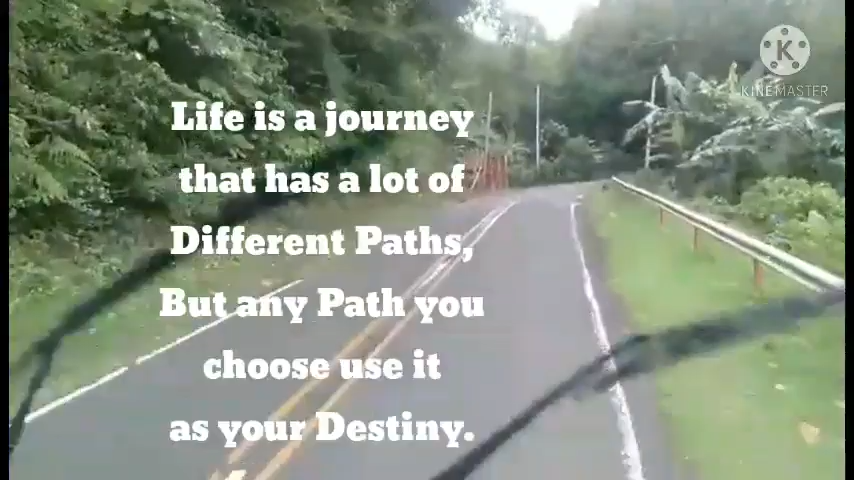 KINEMASTER
Life is a journey
that has a lot of
Different Paths,
But any Path you
choose use it
as your Destiny.